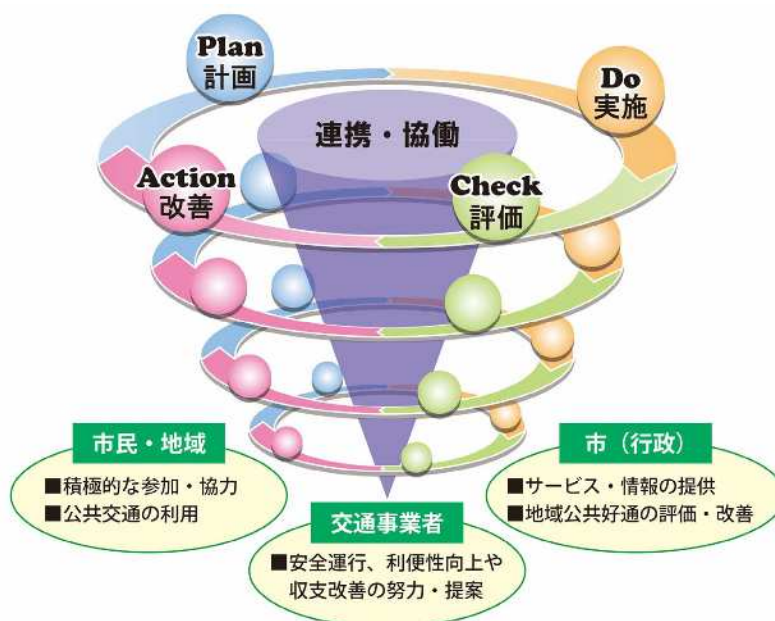 Plan
計画
Do
実施
連携・協働
Action
改善
Check
評価
市民・地域
■積極的な参加・協力
■公共交通の利用
交通事業者
■安全運行、利便性向上や
収支改善の努力・提案
市（行政）
■サービス・情報の提供
■地域公共好通の評価・改善